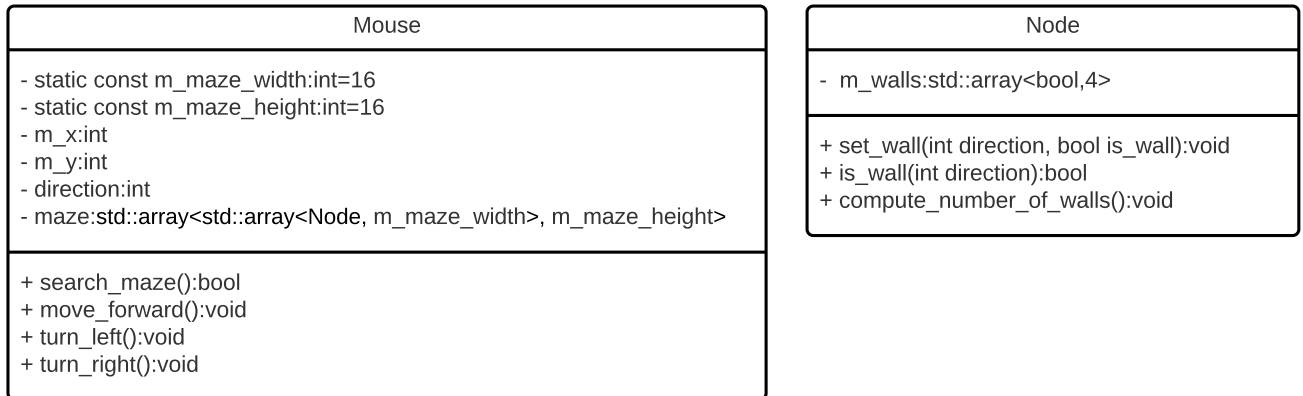 Mouse
- static const m_maze_width:int=16
- static const m_maze_height:int=16
- m_x:int
- m_y:int
- direction:int
- maze:std::array<std::array<Node, m_maze_width>, m_maze_height>
+ search_maze():bool
+ move_forward():void
+ turn_left():void
+ turn_right():void
Node
- m_walls:std::array<bool,4>
+ set_wall(int direction, bool is_wall):void
+ is_wall(int direction):bool
+ compute_number_of_walls():void